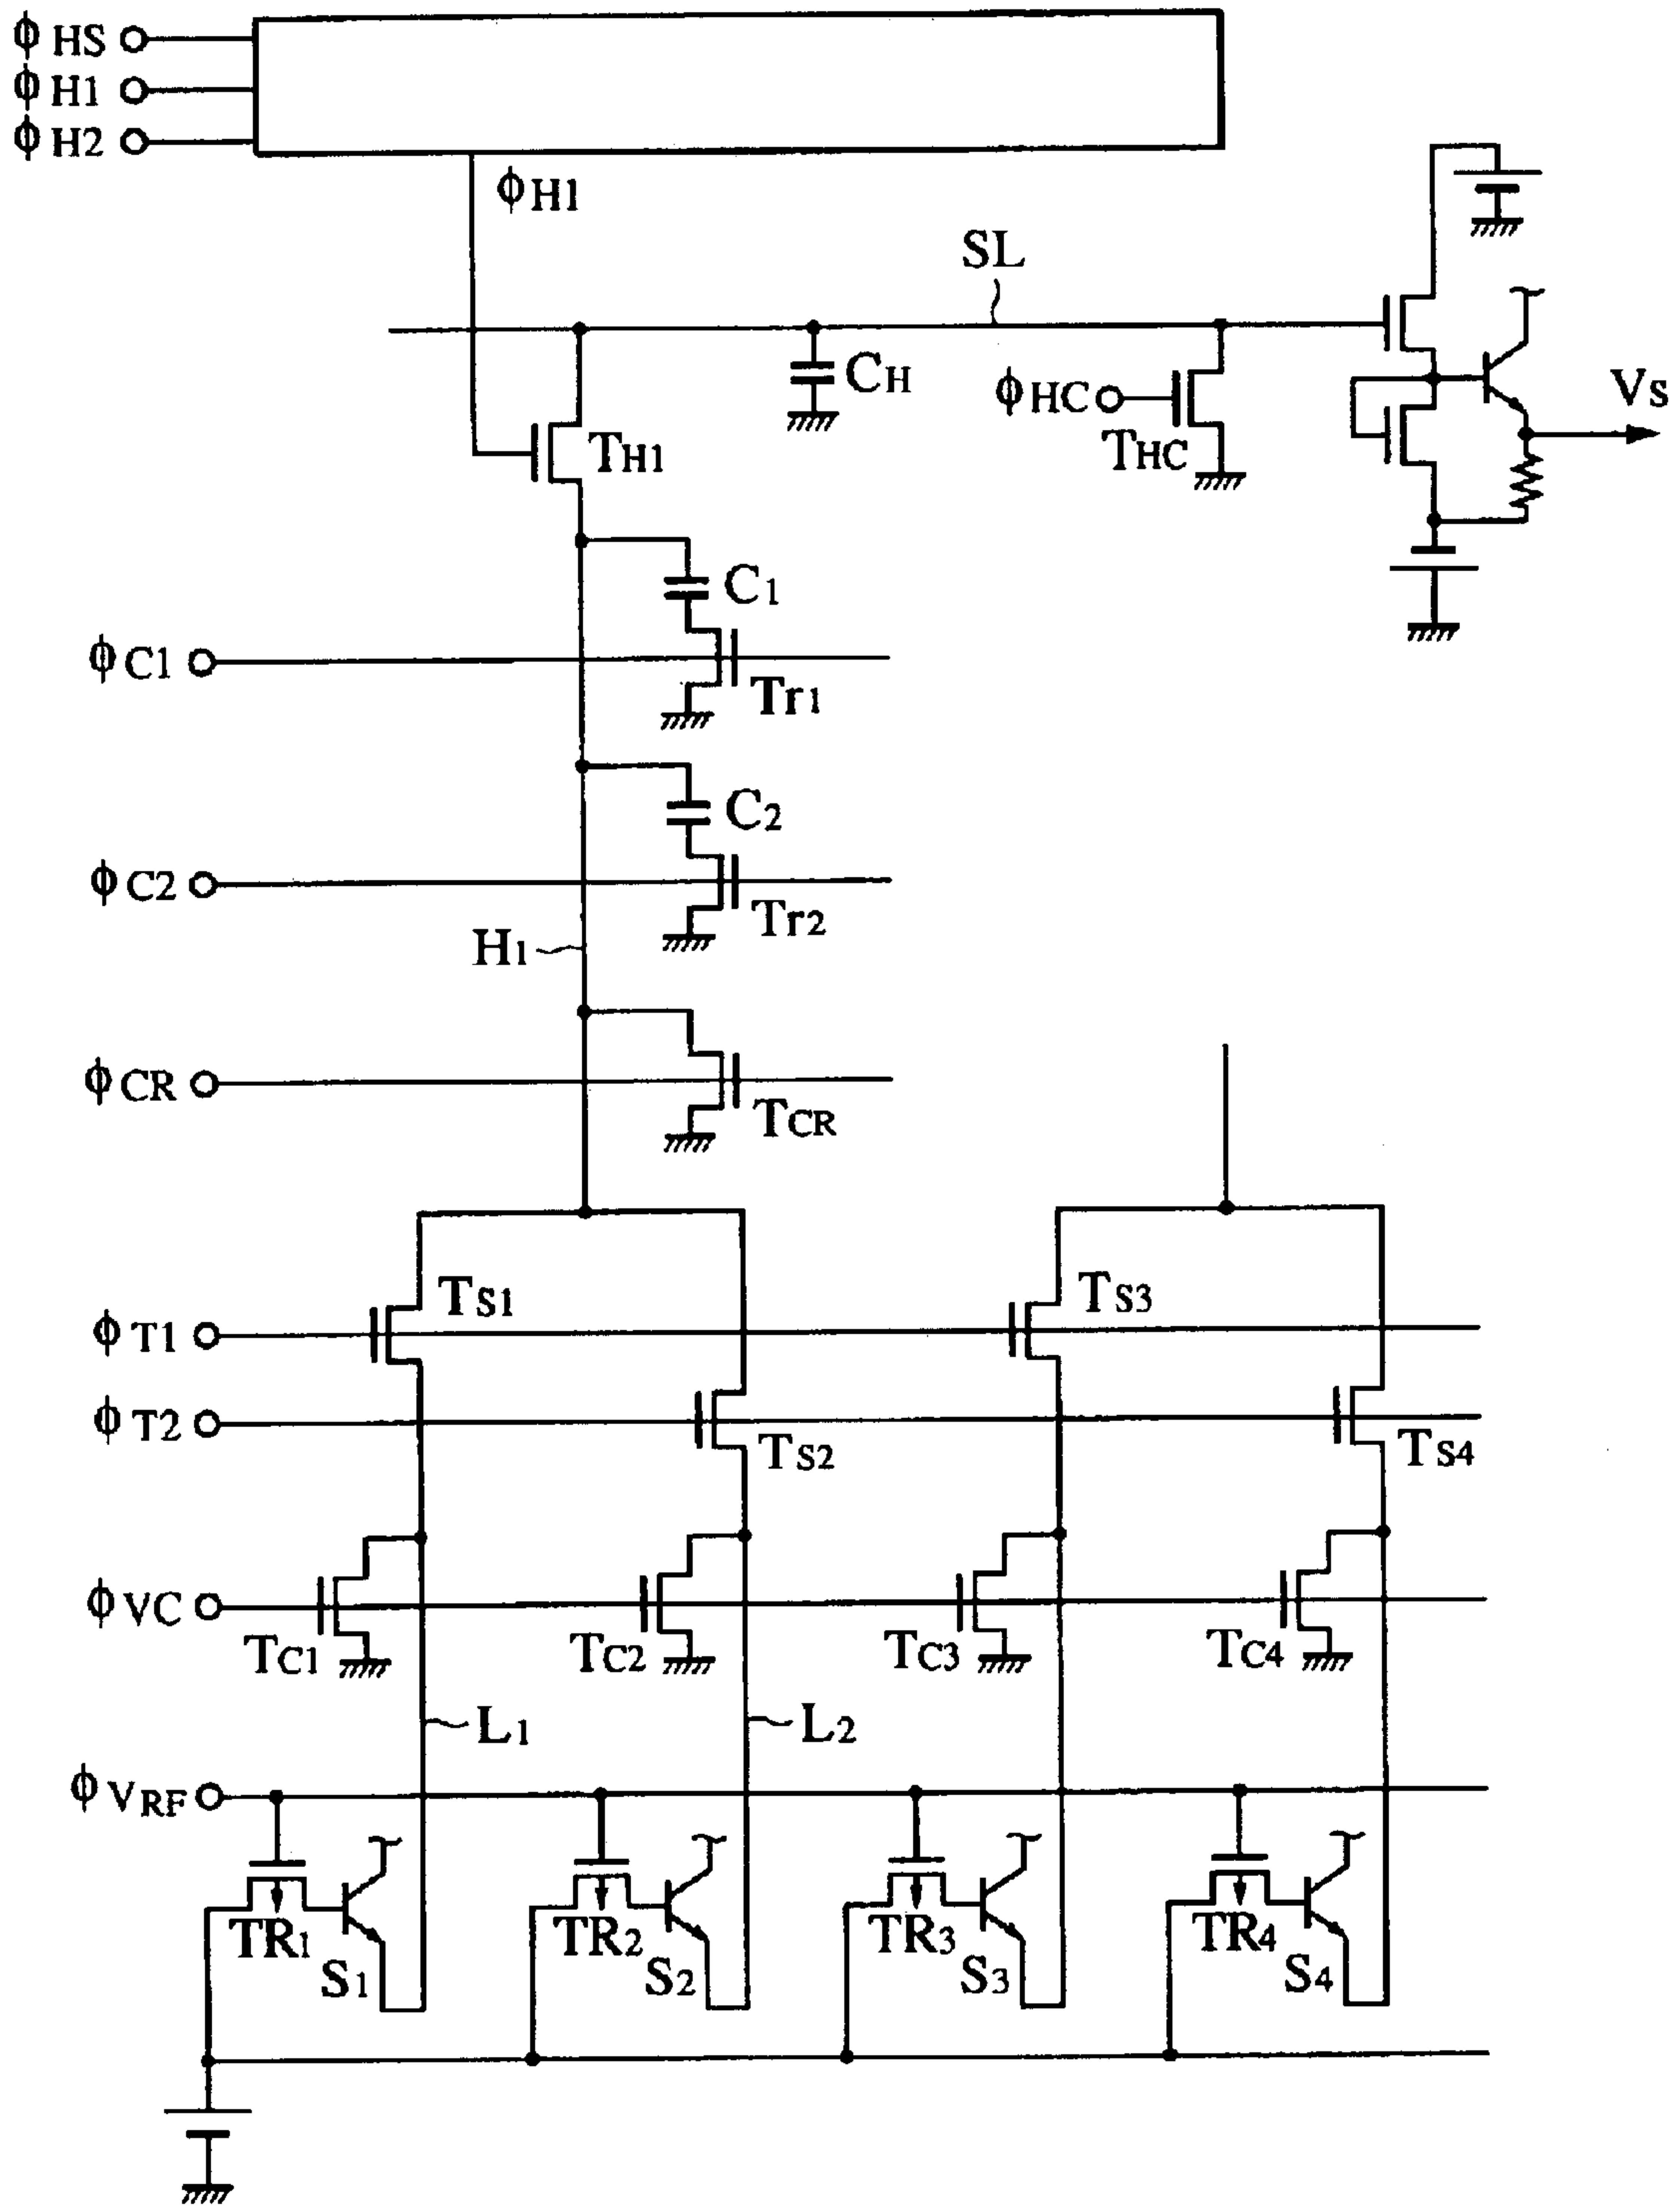 ϕHS
ϕH1
ϕH2
ϕH1
SL
CH
ϕHC
THC
VS
TH1
C1
ϕC1
Tr1
C2
ϕC2
Tr2
H1
ϕCR
TCR
TS1
TS3
ϕT1
ϕT2
TS2
TS4
ϕVC
TC1
TC2
TC3
TC4
L1
L2
ϕVRF
TR1
TR2
TR3
TR4
S1
S2
S3
S4